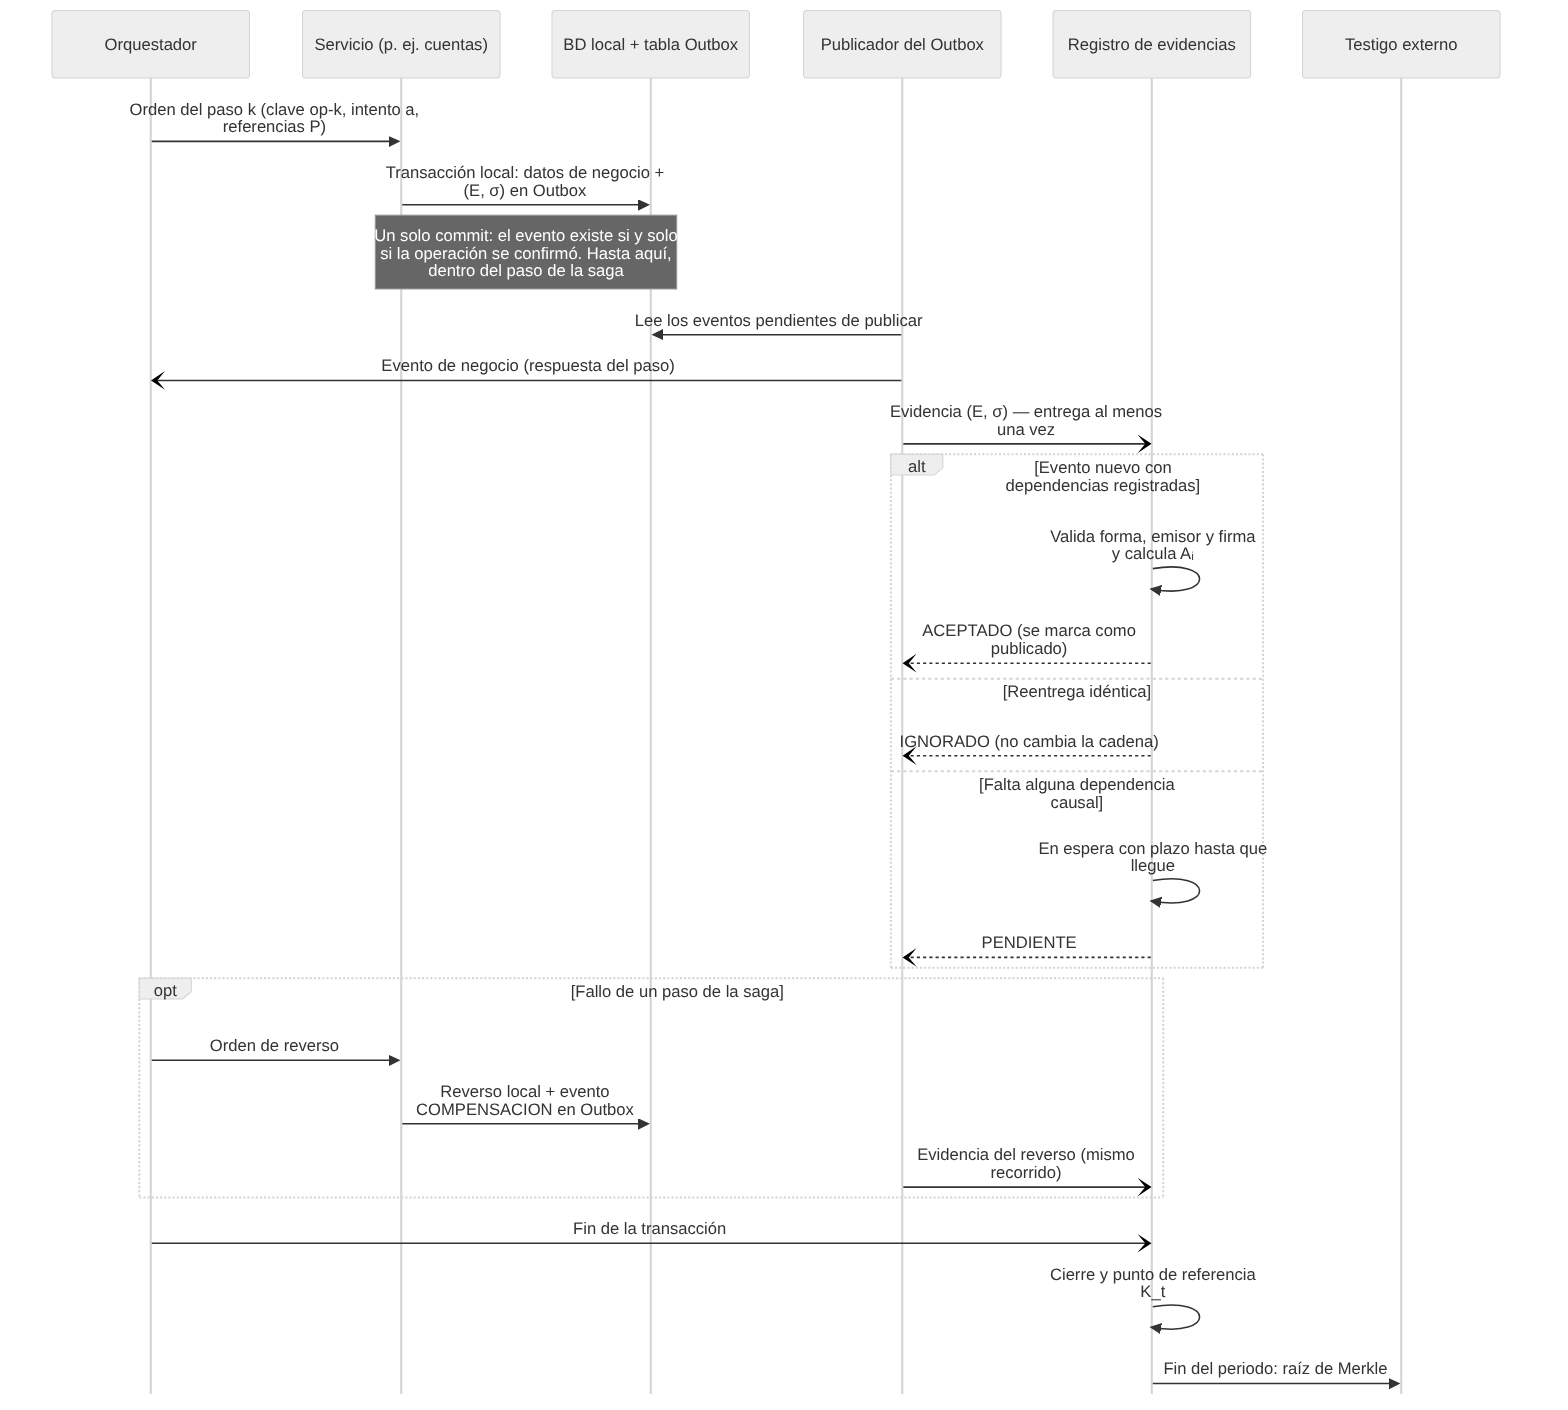 Orquestador
Servicio (p. ej. cuentas)
BD local + tabla Outbox
Publicador del Outbox
Registro de evidencias
Testigo externo
Orden del paso k (clave op-k, intento a,
referencias P)
Transacción local: datos de negocio +
(E, σ) en Outbox
Un solo commit: el evento existe si y solo
si la operación se confirmó. Hasta aquí,
dentro del paso de la saga
Lee los eventos pendientes de publicar
Evento de negocio (respuesta del paso)
Evidencia (E, σ) — entrega al menos
una vez
alt
[Evento nuevo con
dependencias registradas]
Valida forma, emisor y firma
y calcula Aᵢ
ACEPTADO (se marca como
publicado)
[Reentrega idéntica]
IGNORADO (no cambia la cadena)
[Falta alguna dependencia
causal]
En espera con plazo hasta que
llegue
PENDIENTE
opt
[Fallo de un paso de la saga]
Orden de reverso
Reverso local + evento
COMPENSACION en Outbox
Evidencia del reverso (mismo
recorrido)
Fin de la transacción
Cierre y punto de referencia
K_t
Fin del periodo: raíz de Merkle